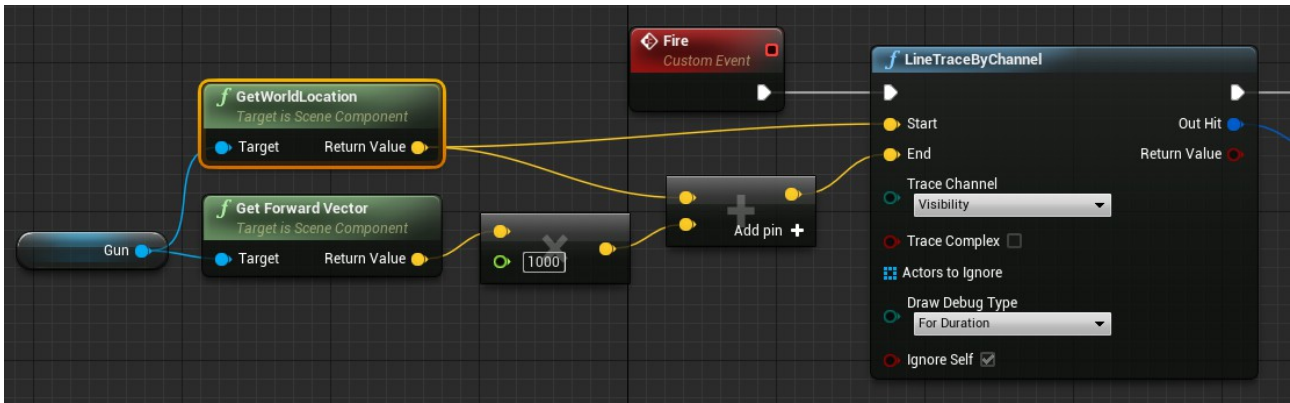 Fire
Custom Event
GetWorldLocation
Target is Scene Component
Target
Return Value
Get Forward Vector
Target is Scene Component
Target
Return Value
Gun
1000
Add pin +
LineTraceByChannel
Start
Out Hit
End
Return Value
Trace Channel
Visibility
Trace Complex
Actors to Ignore
Draw Debug Type
For Duration
Ignore Self